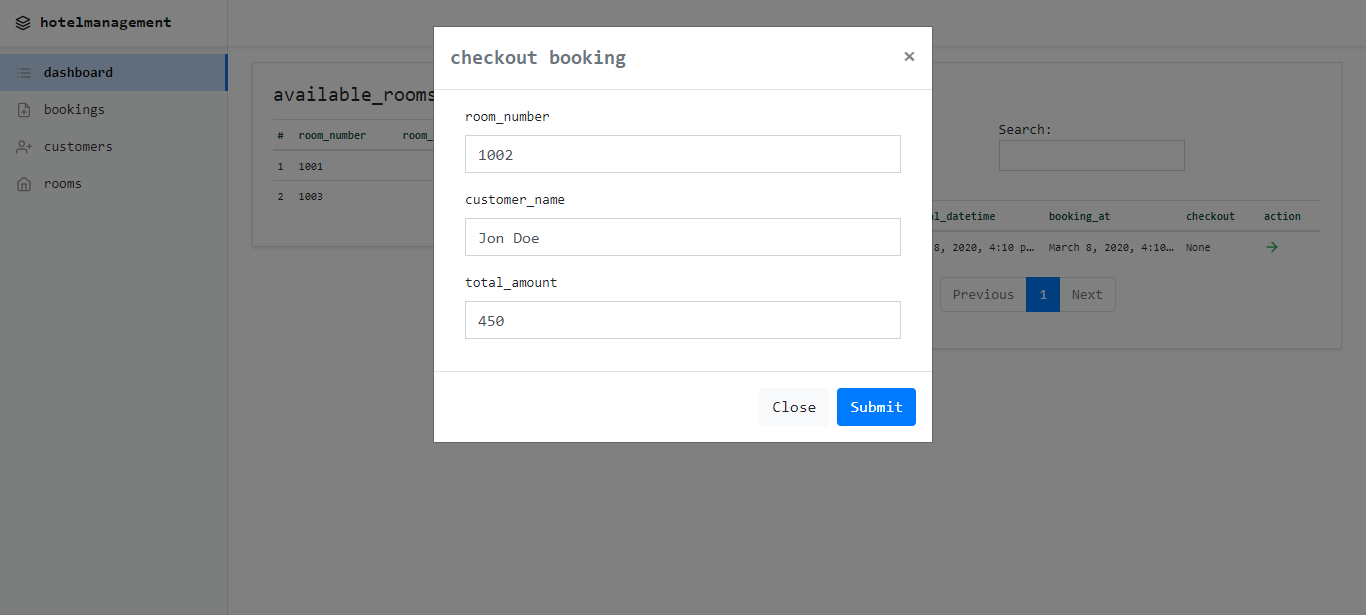 hotelmanagement
dashboard
bookings
customers
rooms
available_rooms
# room_number
1 1001
2 1003
checkout booking
×
room_number
1002
customer_name
Jon Doe
total_amount
450
Close Submit
Search:
booking_at checkout action
8, 2020, 4:10 p… March 8, 2020, 4:10… None
Previous 1 Next